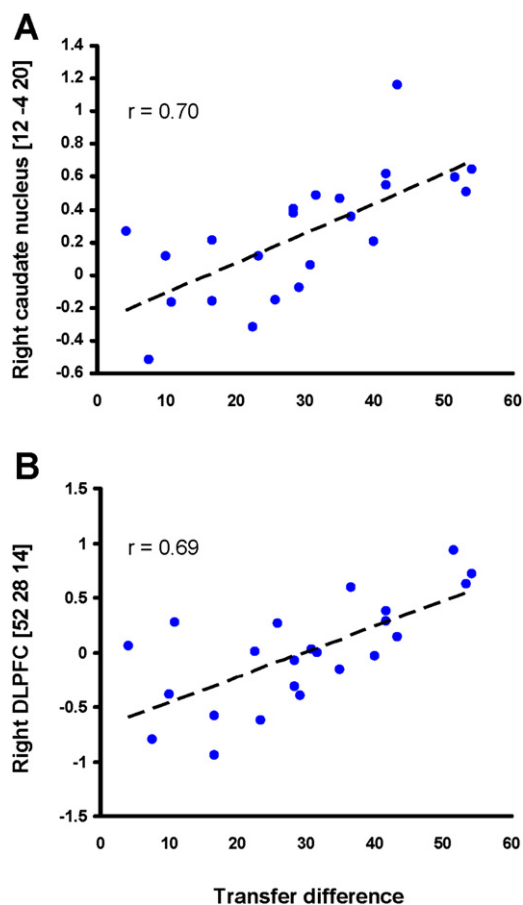 A
Right caudate nucleus [12 -4 20]
1.4
1.2
1
0.8
0.6
0.4
0.2
0
-0.2
-0.4
-0.6
r = 0.70
0 10 20 30 40 50 60
B
Right DLPFC [52 28 14]
1.5
1
0.5
0
-0.5
-1
-1.5
r = 0.69
0 10 20 30 40 50 60
Transfer difference